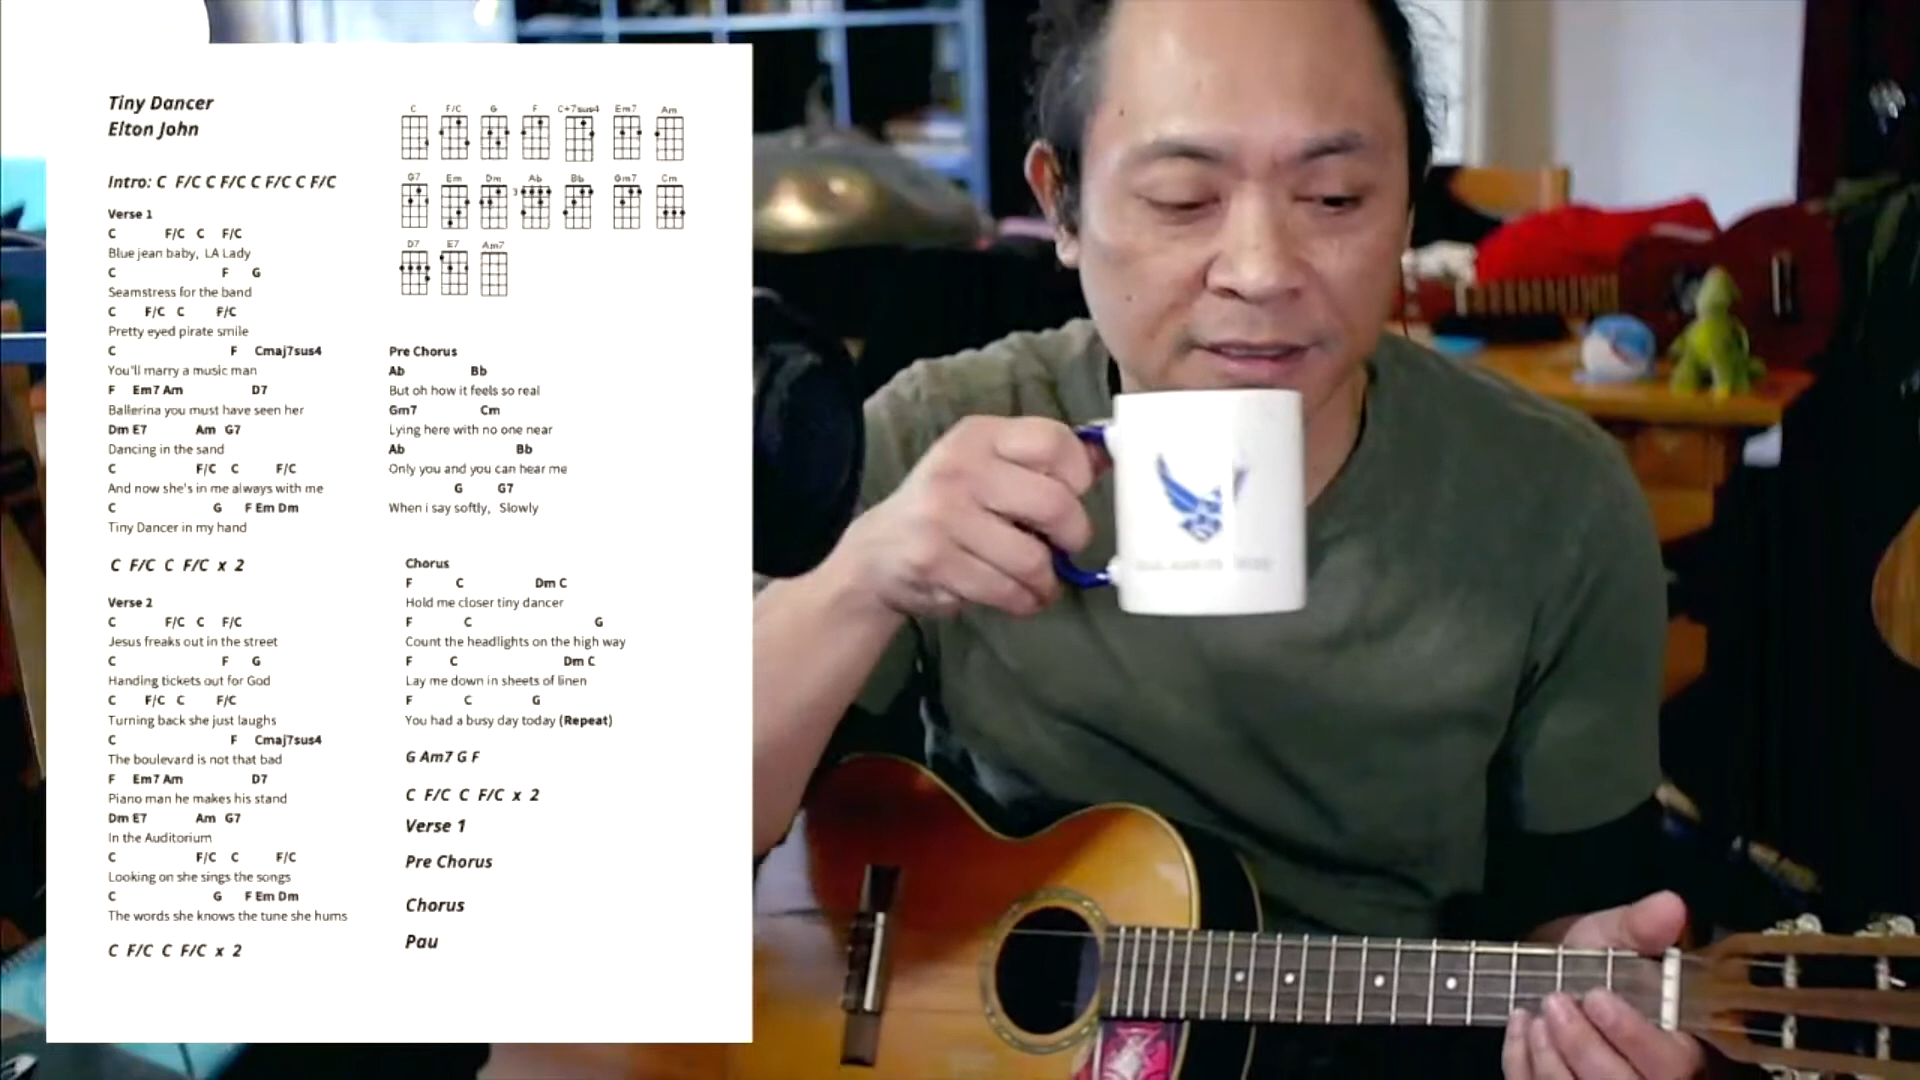 Tiny Dancer
Elton John
Intro: C F/C C F/C C F/C C F/C
Verse 1
C F/C C F/C
Blue jean baby, LA Lady
C F G
Seamstress for the band
C F/C C F/C
Pretty eyed pirate smile
C F Cmaj7sus4
You'll marry a music man
F Em7 Am D7
Ballerina you must have seen her
Dm E7 Am G7
Dancing in the sand
C F/C C F/C
And now she's in me always with me
C G F Em Dm
Tiny Dancer in my hand
C F/C C F/C x 2
Verse 2
C F/C C F/C
Jesus freaks out in the street
C F G
Handing tickets out for God
C F/C C F/C
Turning back she just laughs
C F Cmaj7sus4
The boulevard is not that bad
F Em7 Am D7
Piano man he makes his stand
Dm E7 Am G7
In the Auditorium
C F/C C F/C
Looking on she sings the songs
C G F Em Dm
The words she knows the tune she hums
C F/C C F/C x 2
C F/C G F C+7sus4 Em7 Am
G7 Em Dm Ab Bb Gm7 Cm
3
D7 E7 Am7
Pre Chorus
Ab Bb
But oh how it feels so real
Gm7 Cm
Lying here with no one near
Ab Bb
Only you and you can hear me
G G7
When i say softly, Slowly
Chorus
F C Dm C
Hold me closer tiny dancer
F C G
Count the headlights on the high way
F C Dm C
Lay me down in sheets of linen
F C G
You had a busy day today (Repeat)
G Am7 G F
C F/C C F/C x 2
Verse 1
Pre Chorus
Chorus
Pau